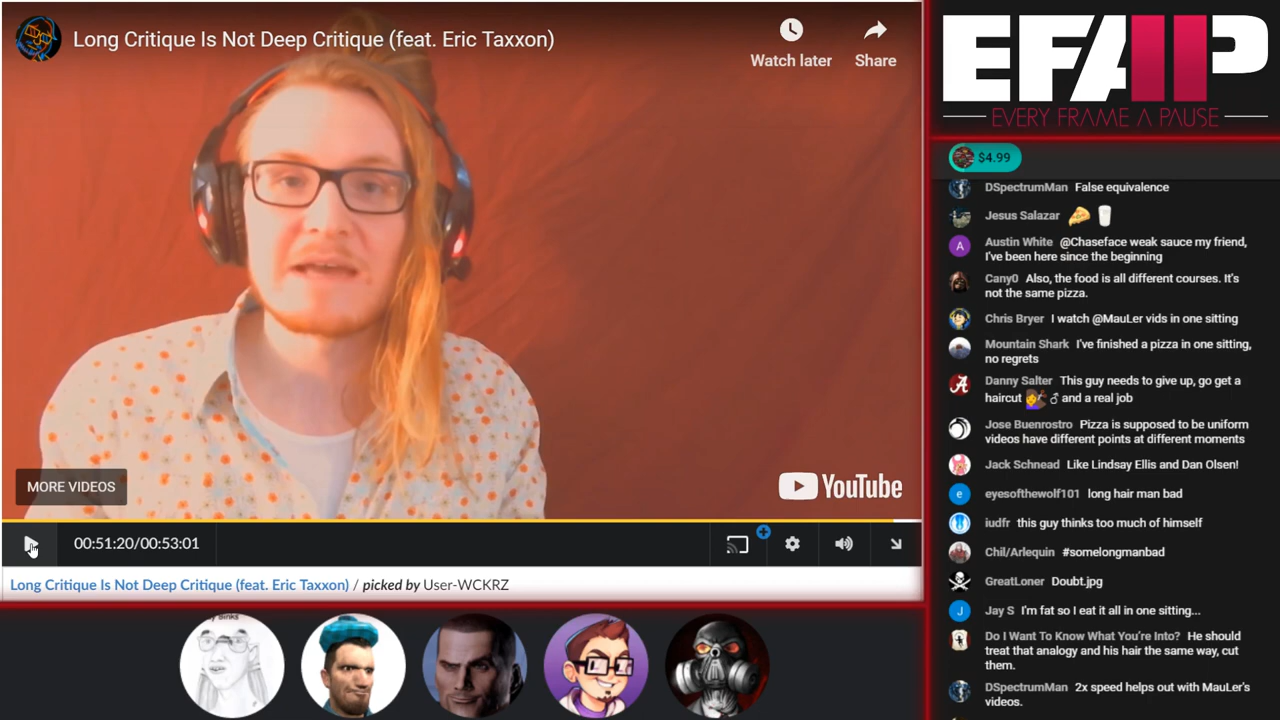 Long Critique Is Not Deep Critique (feat. Eric Taxxon)
Watch later
Share
MORE VIDEOS
YouTube
00:51:20/00:53:01
Long Critique Is Not Deep Critique (feat. Eric Taxxon) / picked by User-WCKRZ
EFAP
EVERY FRAME A PAUSE
$4.99
DSpectrumMan False equivalence
Jesus Salazar
Austin White @Chaseface weak sauce my friend,
I've been here since the beginning
Cany0 Also, the food is all different courses. It's
not the same pizza.
Chris Bryer I watch @MauLer vids in one sitting
Mountain Shark I've finished a pizza in one sitting,
no regrets
Danny Salter This guy needs to give up, go get a
haircut ♂ and a real job
Jose Buenrostro Pizza is supposed to be uniform
videos have different points at different moments
Jack Schnead Like Lindsay Ellis and Dan Olsen!
eyesofthewolf101 long hair man bad
iudfr this guy thinks too much of himself
Chil/Arlequin #somelongmanbad
GreatLoner Doubt.jpg
Jay S I'm fat so I eat it all in one sitting...
Do I Want To Know What You're Into? He should
treat that analogy and his hair the same way, cut
them.
DSpectrumMan 2x speed helps out with MauLer's
videos.